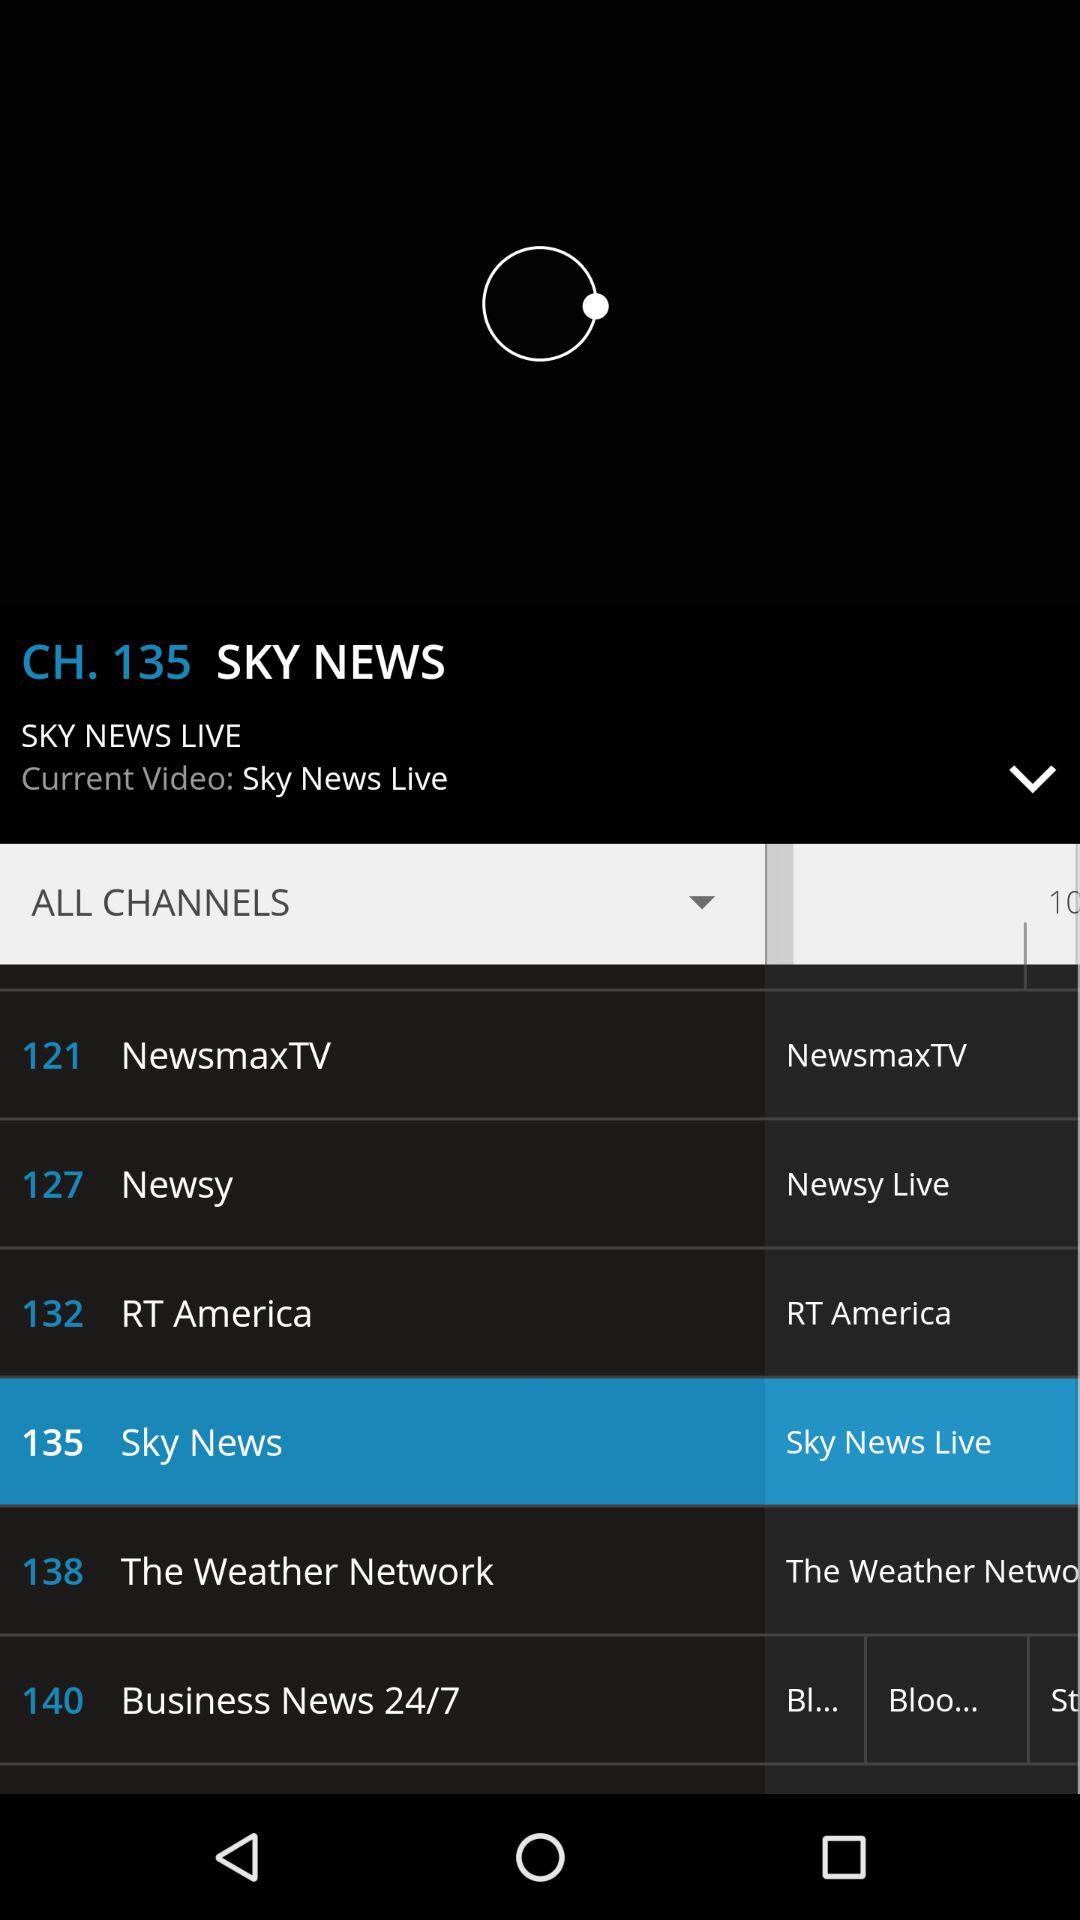 CH. 135 SKY NEWS
SKY NEWS LIVE
Current Video: Sky News Live
ALL CHANNELS 10
121 NewsmaxTV NewsmaxTV
127 Newsy Newsy Live
132 RT America RT America
135 Sky News Sky News Live
138 The Weather Network The Weather Netwo
140 Business News 24/7 Bl... Bloo... St